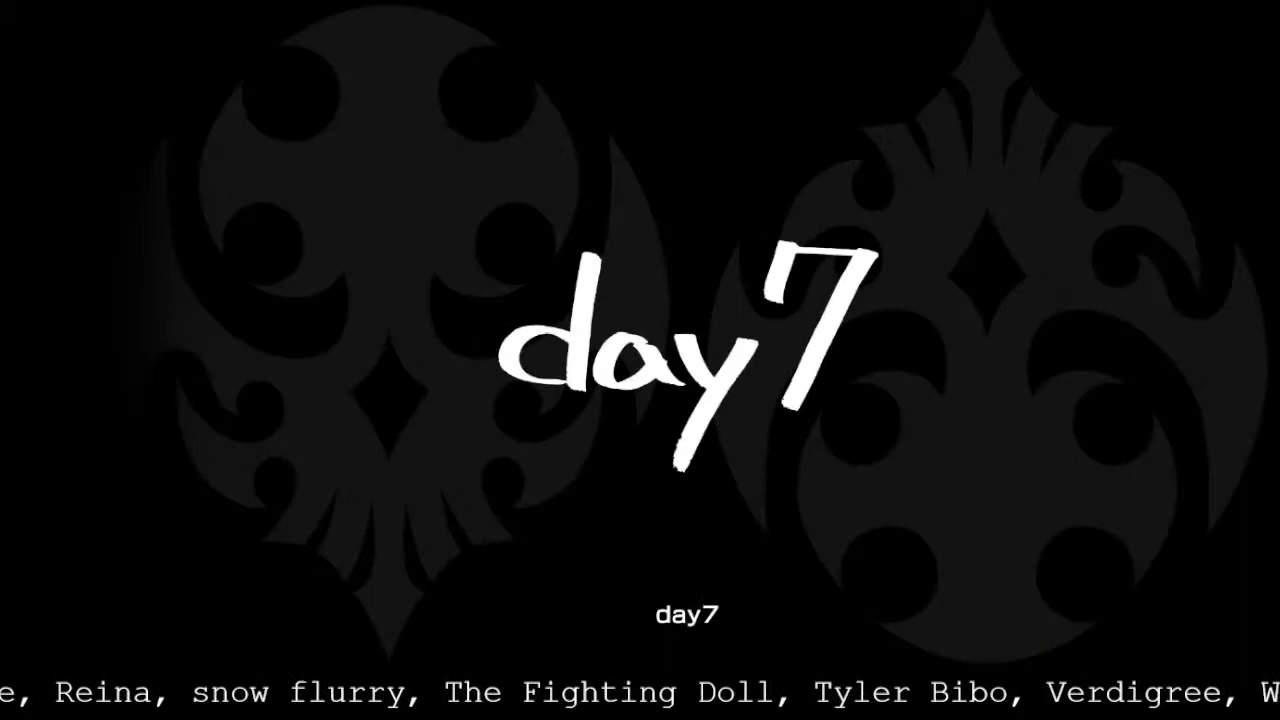 day7
day7
e, Reina, snow flurry, The Fighting Doll, Tyler Bibo, Verdigree, W